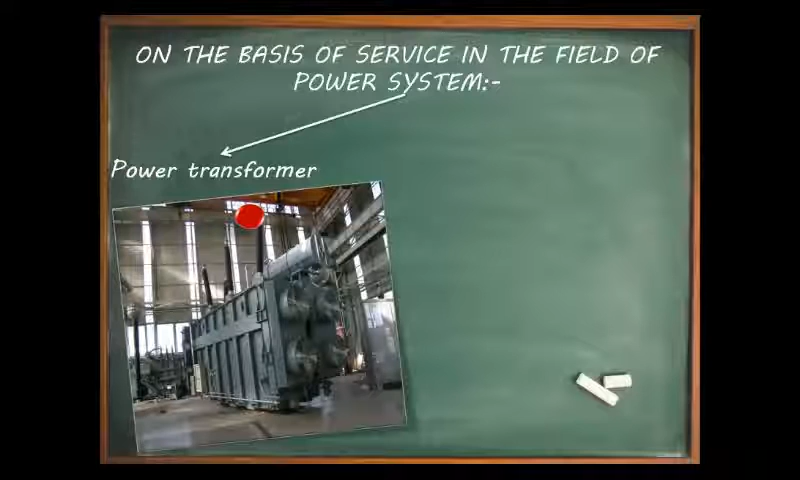 ON THE BASIS OF SERVICE IN THE FIELD OF
POWER SYSTEM:-
Power transformer